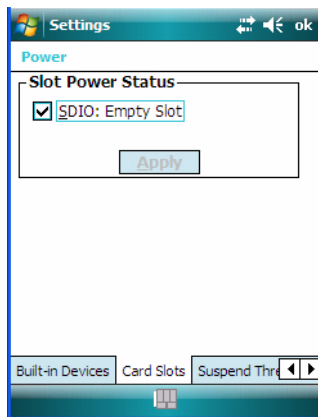 Settings ok
Power
Slot Power Status
SDIO: Empty Slot
Apply
Built-in Devices Card Slots Suspend Thre